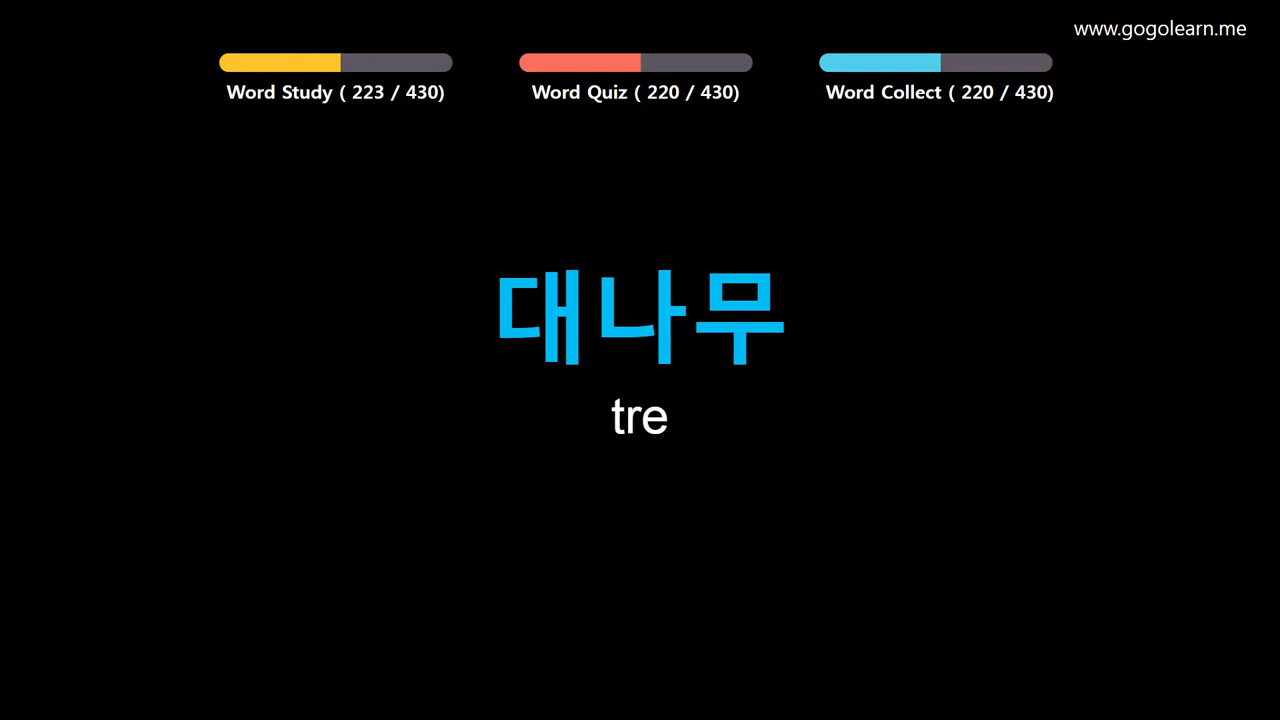 www.gogolearn.me
Word Study ( 223 / 430)
Word Quiz ( 220 / 430)
Word Collect ( 220 / 430)
대나무
tre